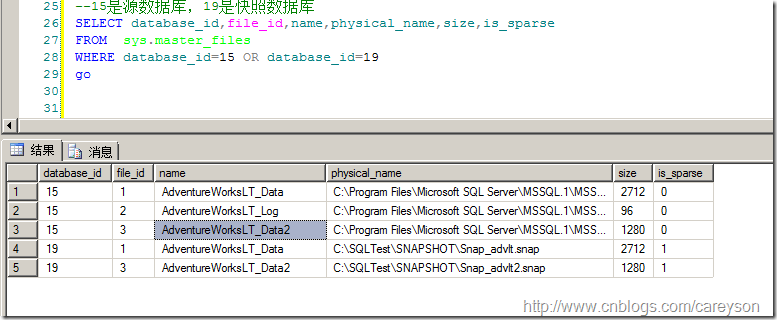 25 --15是源数据库，19是快照数据库
26 SELECT database_id,file_id,name,physical_name,size,is_sparse
27 FROM  sys.master_files
28 WHERE database_id=15 OR database_id=19
29 go
30
31
结果 消息
database_id file_id name physical_name size is_sparse
1 15 1 AdventureWorksLT_Data C:\Program Files\Microsoft SQL Server\MSSQL.1\MSS... 2712 0
2 15 2 AdventureWorksLT_Log C:\Program Files\Microsoft SQL Server\MSSQL.1\MSS... 96 0
3 15 3 AdventureWorksLT_Data2 C:\Program Files\Microsoft SQL Server\MSSQL.1\MSS... 1280 0
4 19 1 AdventureWorksLT_Data C:\SQLTest\SNAPSHOT\Snap_advlt.snap 2712 1
5 19 3 AdventureWorksLT_Data2 C:\SQLTest\SNAPSHOT\Snap_advlt2.snap 1280 1
http://www.cnblogs.com/careyson